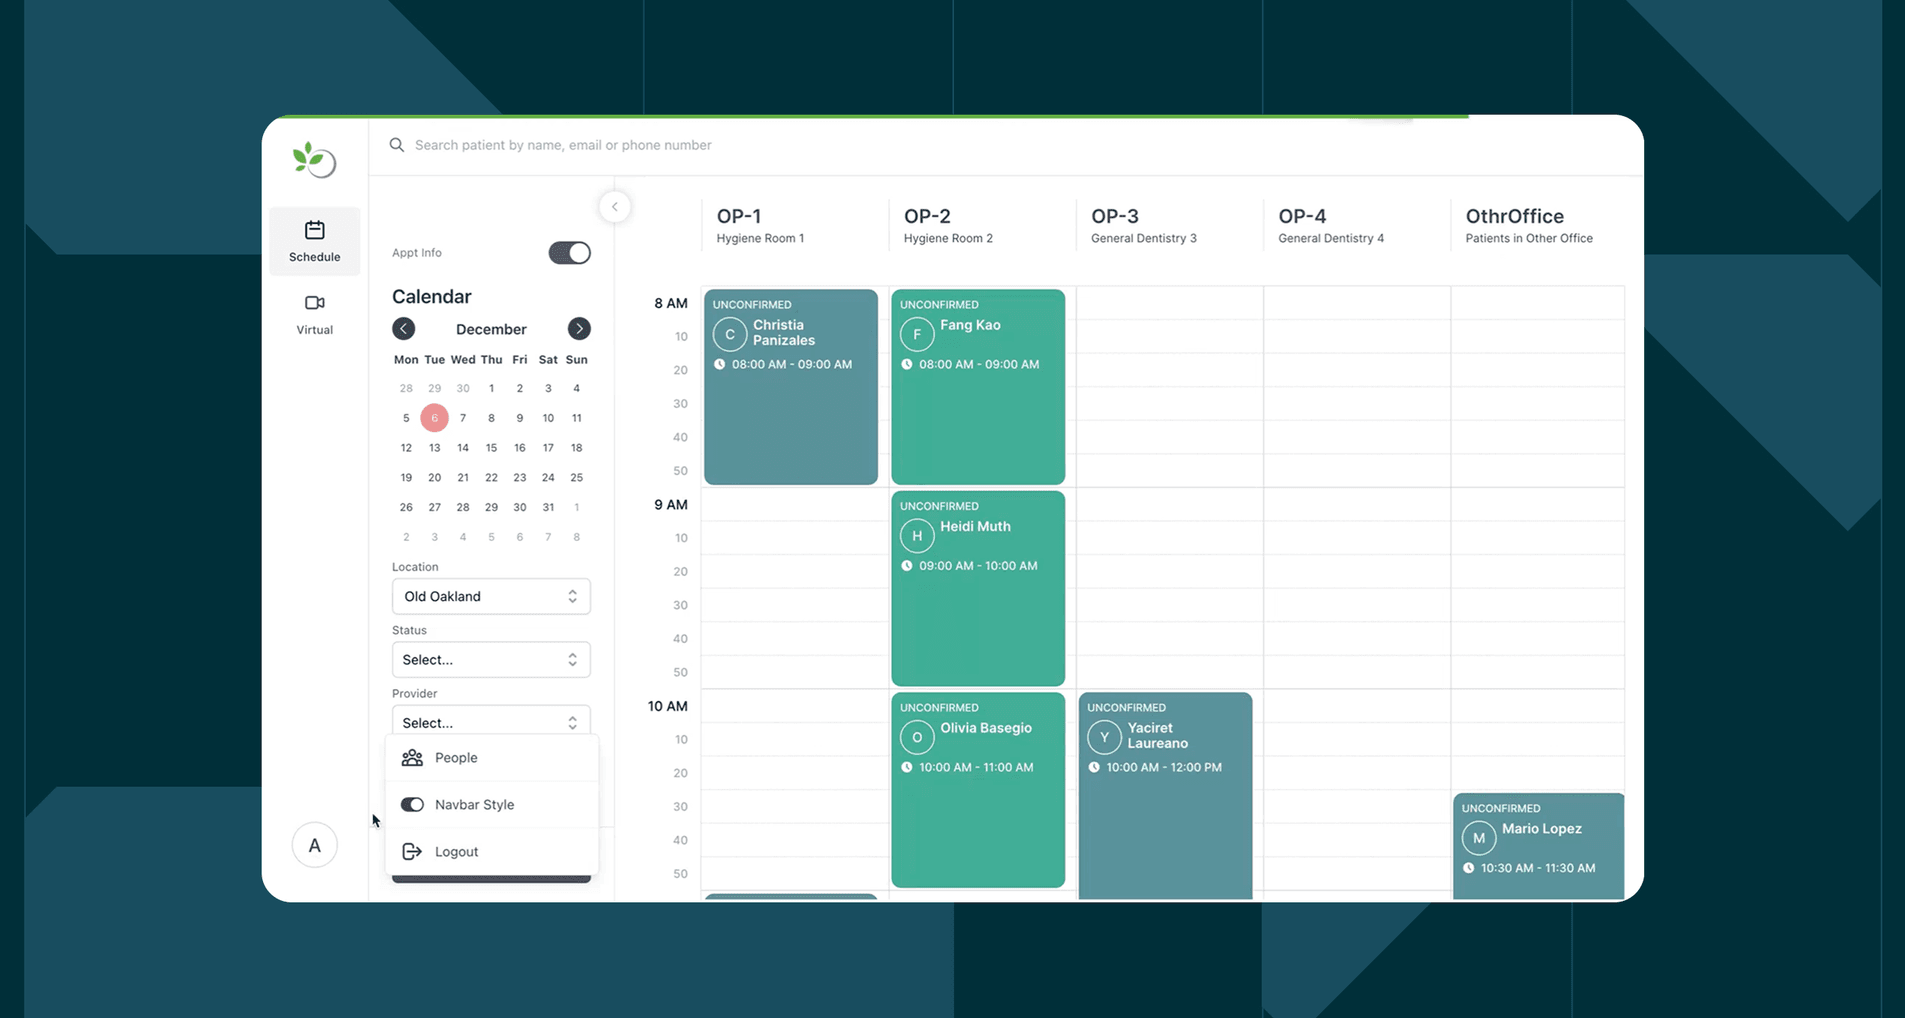 Search patient by name, email or phone number
Schedule
Virtual
A
Appt Info
Calendar
December
Mon Tue Wed Thu Fri Sat Sun
28 29 30 1 2 3 4
5 6 7 8 9 10 11
12 13 14 15 16 17 18
19 20 21 22 23 24 25
26 27 28 29 30 31 1
2 3 4 5 6 7 8
Location
Old Oakland
Status
Select...
Provider
Select...
People
Navbar Style
Logout
OP-1
Hygiene Room 1
OP-2
Hygiene Room 2
OP-3
General Dentistry 3
OP-4
General Dentistry 4
OthrOffice
Patients in Other Office
8 AM
10
20
30
40
50
9 AM
10
20
30
40
50
10 AM
10
20
30
40
50
UNCONFIRMED
C
Christia
Panizales
08:00 AM - 09:00 AM
UNCONFIRMED
F
Fang Kao
08:00 AM - 09:00 AM
UNCONFIRMED
H
Heidi Muth
09:00 AM - 10:00 AM
UNCONFIRMED
O
Olivia Basegio
10:00 AM - 11:00 AM
UNCONFIRMED
Y
Yaciret
Laureano
10:00 AM - 12:00 PM
UNCONFIRMED
M
Mario Lopez
10:30 AM - 11:30 AM